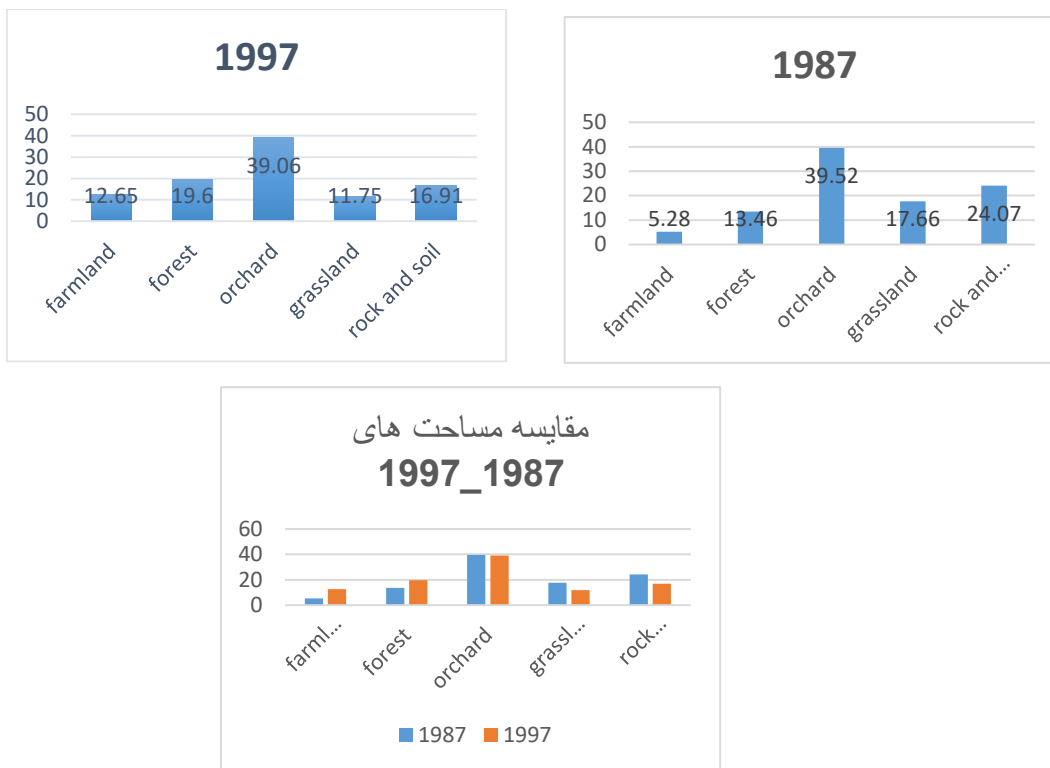 1997
50
40
30
20
10
0
12.65
19.6
39.06
11.75
16.91
farmland
forest
orchard
grassland
rock and soil
1987
50
40
30
20
10
0
5.28
13.46
39.52
17.66
24.07
farmland
forest
orchard
grassland
rock and...
مقایسه مساحت های
1997_1987
60
40
20
0
farml...
forest
orchard
grassl...
rock...
1987 1997